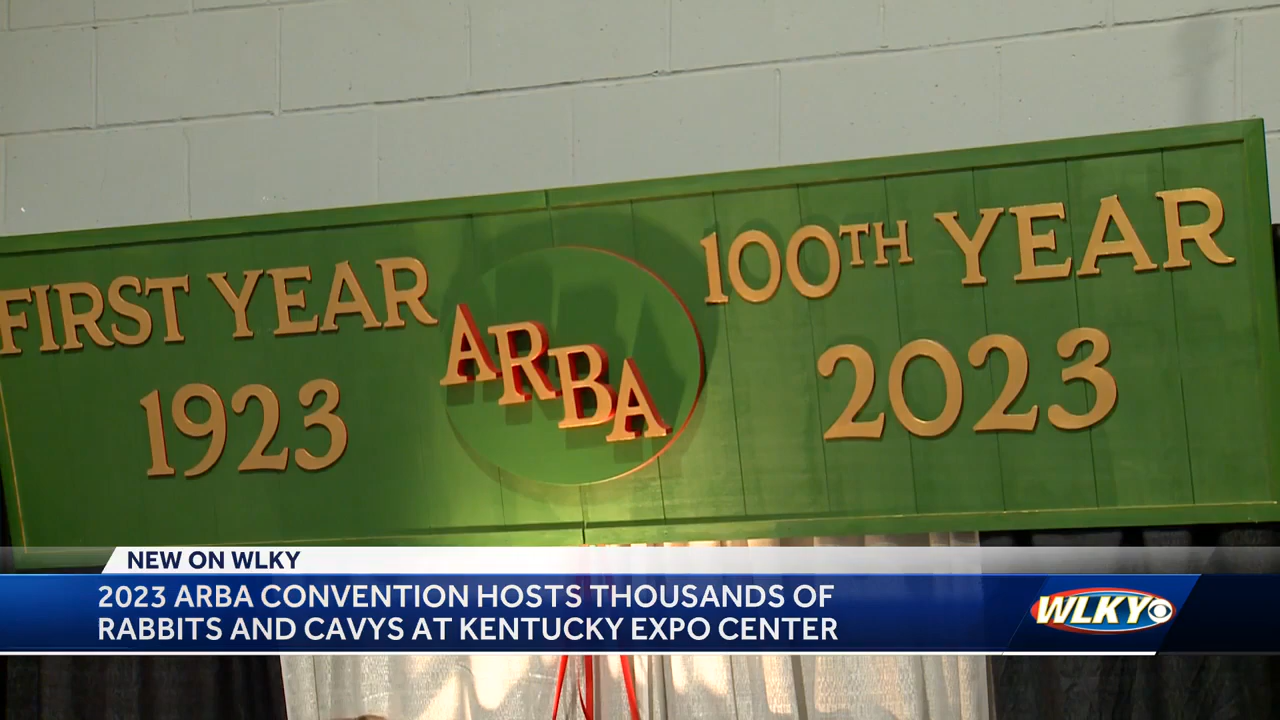 FIRST YEAR
1923
ARBA
100TH YEAR
2023
NEW ON WLKY
2023 ARBA CONVENTION HOSTS THOUSANDS OF
RABBITS AND CAVYS AT KENTUCKY EXPO CENTER
WLKY